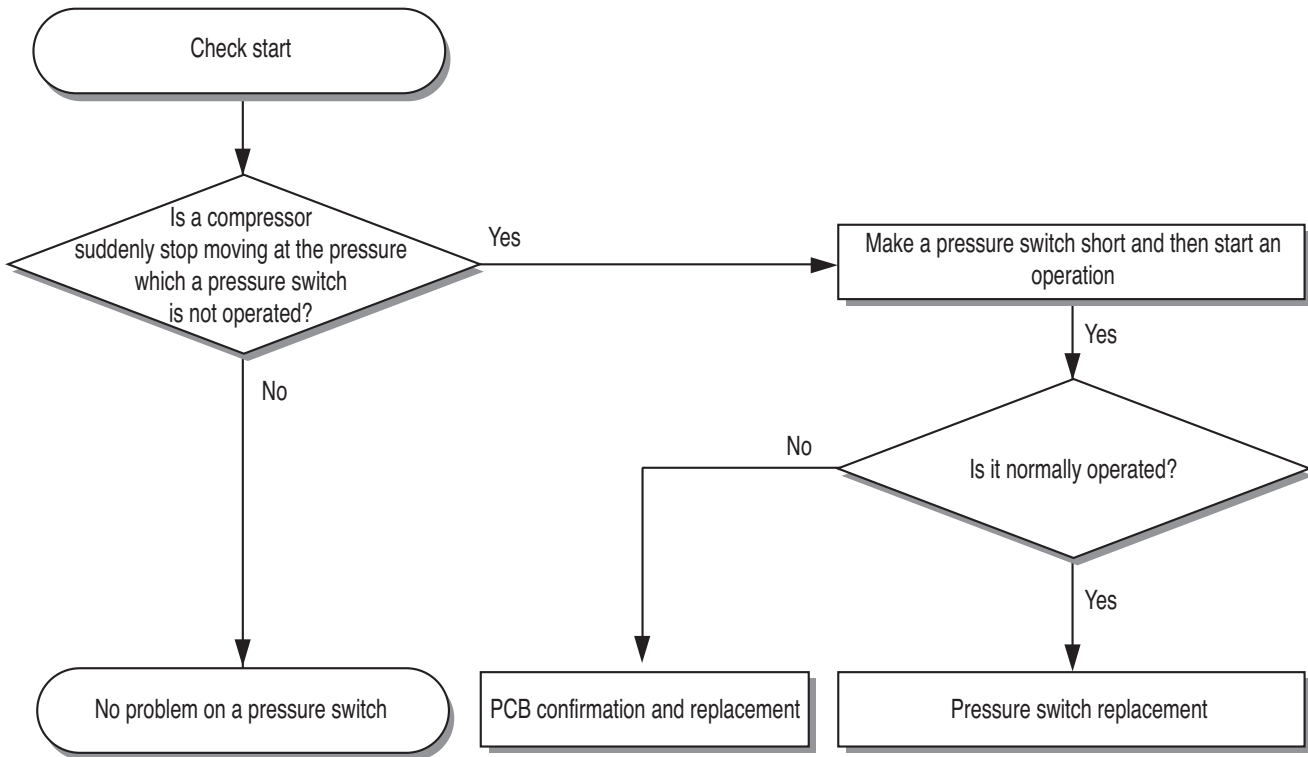 Check start
Is a compressor
suddenly stop moving at the pressure
which a pressure switch
is not operated?
Yes
Make a pressure switch short and then start an
operation
Yes
No
No
Is it normally operated?
Yes
No problem on a pressure switch
PCB confirmation and replacement
Pressure switch replacement